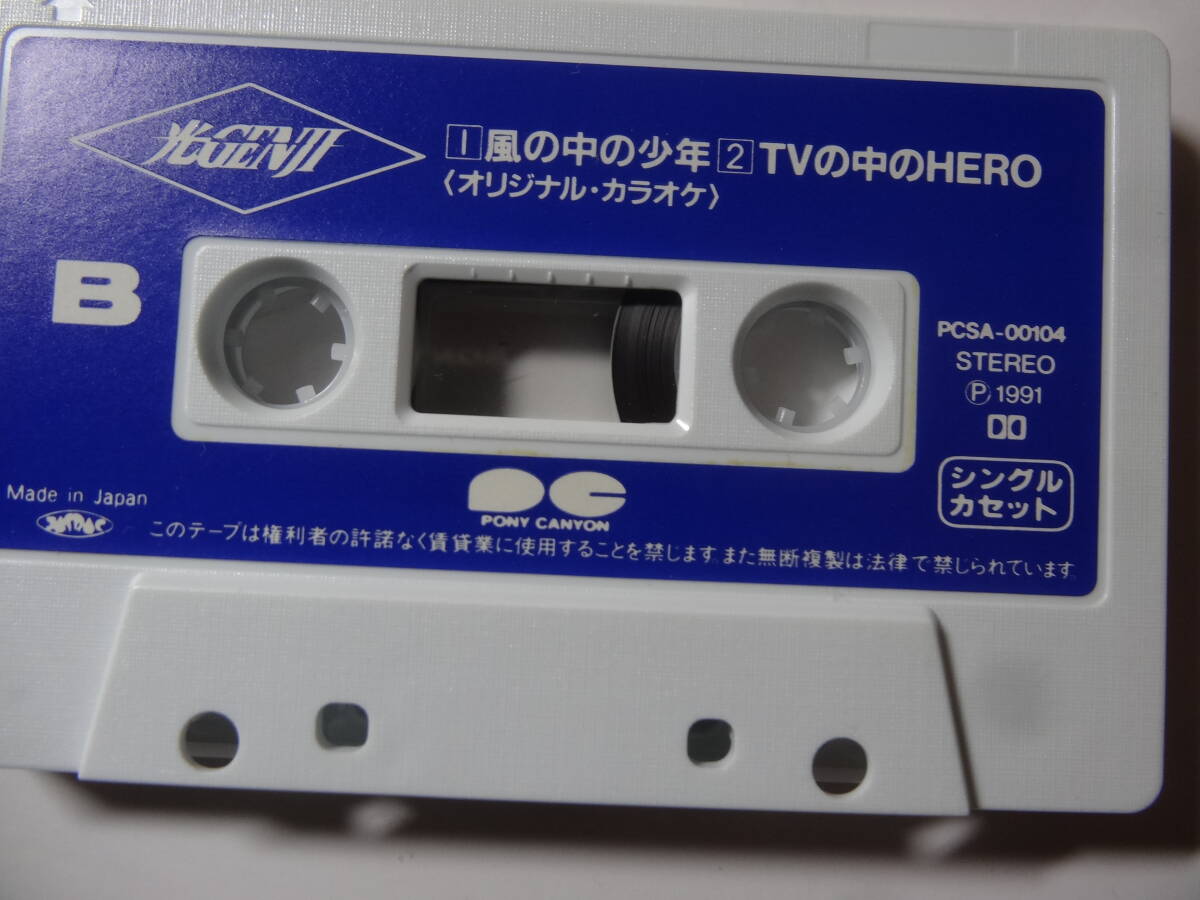 光GENJI
1 風の中の少年 2 TVの中のHERO
〈オリジナル・カラオケ〉
B
PCSA-00104
STEREO
Ⓟ1991
シングル
カセット
PONY CANYON
Made in Japan
このテープは権利者の許諾なく賃貸業に使用することを禁じます。また無断複製は法律で禁じられています。